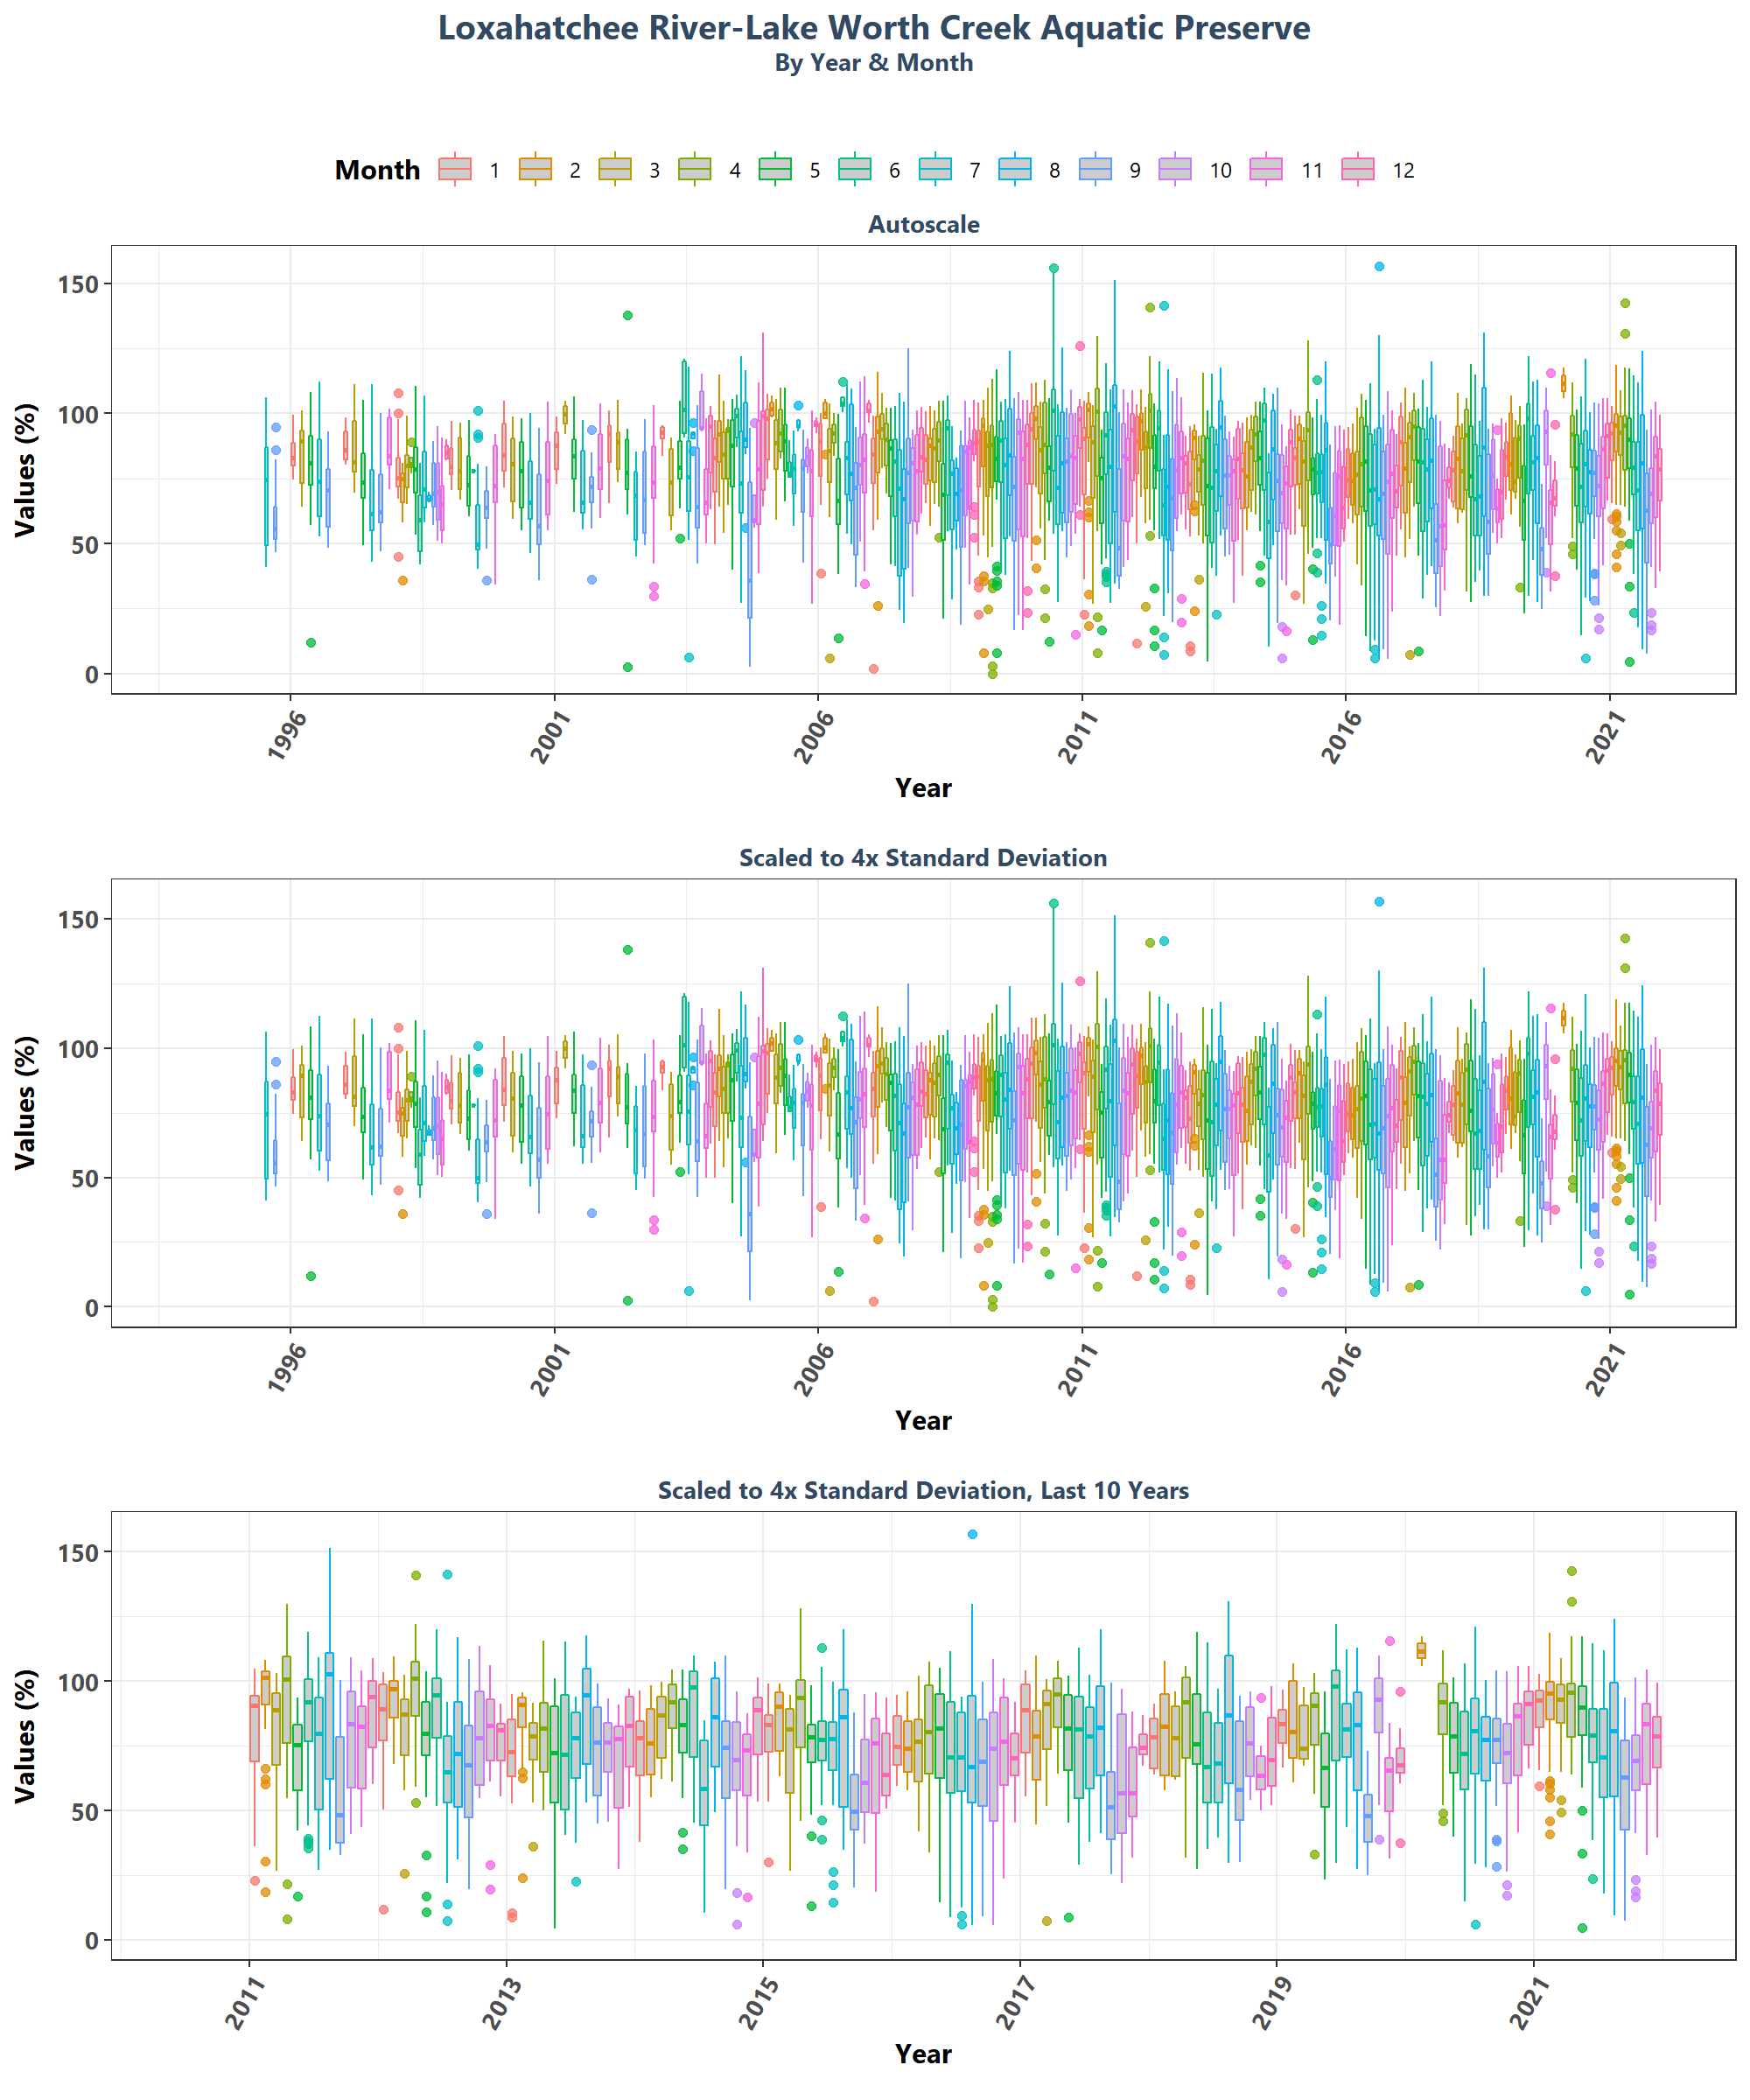 Loxahatchee River-Lake Worth Creek Aquatic Preserve
By Year & Month
Month 1 2 3 4 5 6 7 8 9 10 11 12
Autoscale
Values (%)
150
100
50
0
1996 2001 2006 2011 2016 2021
Year
Scaled to 4x Standard Deviation
Values (%)
150
100
50
0
1996 2001 2006 2011 2016 2021
Year
Scaled to 4x Standard Deviation, Last 10 Years
Values (%)
150
100
50
0
2011 2013 2015 2017 2019 2021
Year